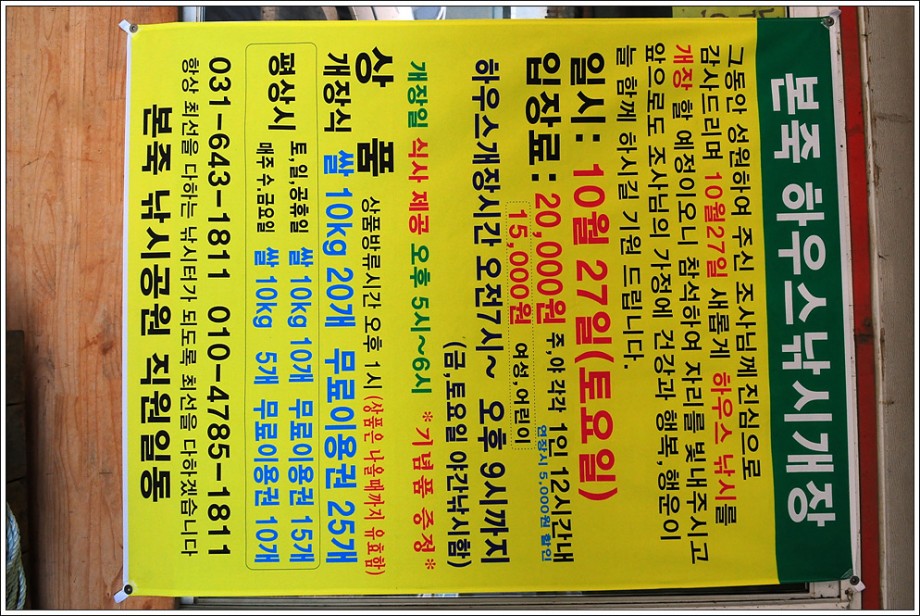 본죽 하우스낚시개장
그동안 성원하여 주신 조사님께 진심으로
감사드리며 10월27일 새롭게 하우스 낚시를
개장 할 예정이오니 참석하여 자리를 빛내주시고
앞으로도 조사님의 가정에 건강과 행복,행운이
늘 함께 하시길 기원 드립니다.
일시: 10월 27일(토요일)
입장료: 20,000원 주,야 각각 1인 12시간내
연장시 5,000원 할인
15,000원 여성,어린이
하우스개장시간 오전7시~ 오후 9시까지
(금,토요일 야간낚시함)
개장일 식사 제공 오후 5시~6시 *기념품 증정*
상 품 상품방류시간 오후 1시 (상품은 나올때까지 유효함)
개장식 쌀 10kg 20개 무료이용권 25개
평상시 토,일,공휴일 쌀 10kg 10개 무료이용권 15개
매주 수.금요일 쌀 10kg 5개 무료이용권 10개
031-643-1811 010-4785-1811
항상 최선을 다하는 낚시터가 되도록 최선을 다하겠습니다
본죽 낚시공원 직원일동